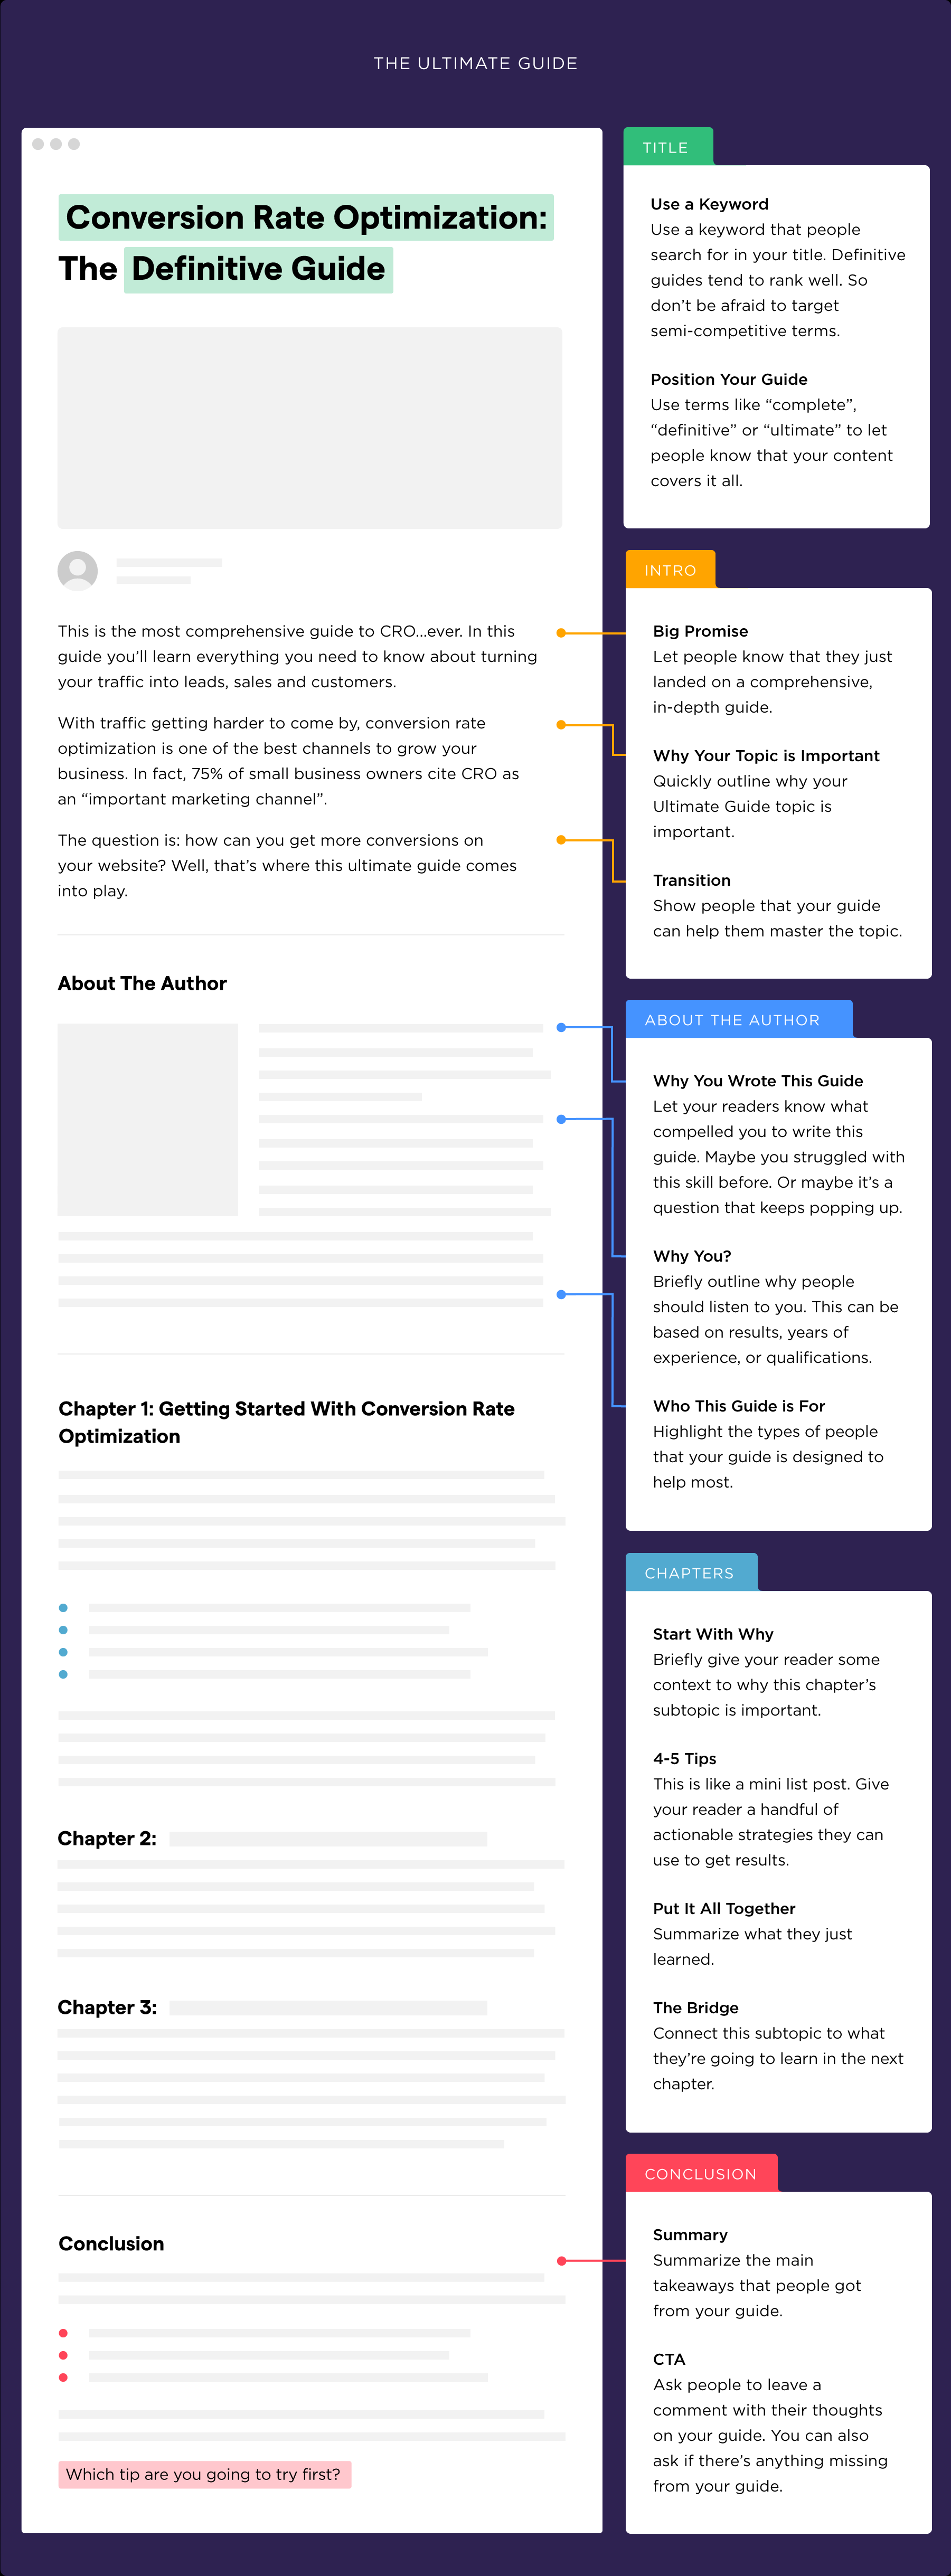 THE ULTIMATE GUIDE
Conversion Rate Optimization:
The Definitive Guide
This is the most comprehensive guide to CRO...ever. In this
guide you’ll learn everything you need to know about turning
your traffic into leads, sales and customers.
With traffic getting harder to come by, conversion rate
optimization is one of the best channels to grow your
business. In fact, 75% of small business owners cite CRO as
an “important marketing channel”.
The question is: how can you get more conversions on
your website? Well, that’s where this ultimate guide comes
into play.
About The Author
Chapter 1: Getting Started With Conversion Rate
Optimization
Chapter 2:
Chapter 3:
Conclusion
Which tip are you going to try first?
TITLE
Use a Keyword
Use a keyword that people
search for in your title. Definitive
guides tend to rank well. So
don’t be afraid to target
semi-competitive terms.
Position Your Guide
Use terms like “complete”,
“definitive” or “ultimate” to let
people know that your content
covers it all.
INTRO
Big Promise
Let people know that they just
landed on a comprehensive,
in-depth guide.
Why Your Topic is Important
Quickly outline why your
Ultimate Guide topic is
important.
Transition
Show people that your guide
can help them master the topic.
ABOUT THE AUTHOR
Why You Wrote This Guide
Let your readers know what
compelled you to write this
guide. Maybe you struggled with
this skill before. Or maybe it’s a
question that keeps popping up.
Why You?
Briefly outline why people
should listen to you. This can be
based on results, years of
experience, or qualifications.
Who This Guide is For
Highlight the types of people
that your guide is designed to
help most.
CHAPTERS
Start With Why
Briefly give your reader some
context to why this chapter’s
subtopic is important.
4-5 Tips
This is like a mini list post. Give
your reader a handful of
actionable strategies they can
use to get results.
Put It All Together
Summarize what they just
learned.
The Bridge
Connect this subtopic to what
they’re going to learn in the next
chapter.
CONCLUSION
Summary
Summarize the main
takeaways that people got
from your guide.
CTA
Ask people to leave a
comment with their thoughts
on your guide. You can also
ask if there’s anything missing
from your guide.